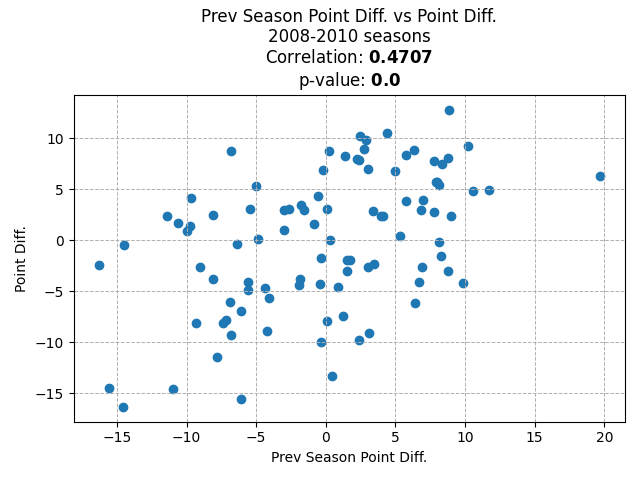 Prev Season Point Diff. vs Point Diff.
2008-2010 seasons
Correlation: 0.4707
p-value: 0.0
10
5
0
−5
−10
−15
Point Diff.
−15 −10 −5 0 5 10 15 20
Prev Season Point Diff.